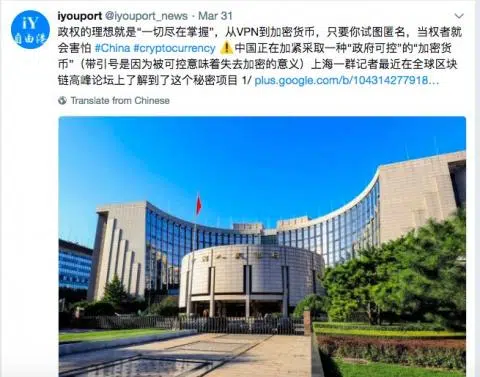 iY
自由港
iyouport @iyouport_news · Mar 31
政权的理想就是“一切尽在掌握”，从VPN到加密货币，只要你试图匿名，当权者就
会害怕 #China #cryptocurrency ⚠️中国正在加紧采取一种“政府可控”的“加密货
币”（带引号是因为被可控意味着失去加密的意义）上海一群记者最近在全球区块
链高峰论坛上了解到了这个秘密项目 1/ plus.google.com/b/104314277918...
Translate from Chinese